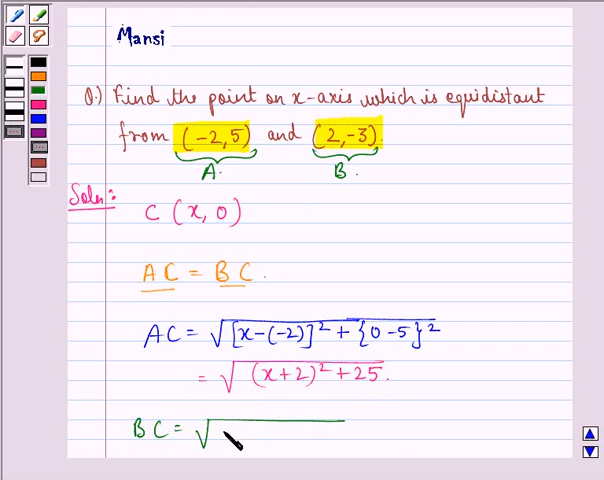 Mansi
Q.) Find the point on x-axis which is equidistant
from (-2,5) and (2,-3).
A. B.
Soln:
C (x, 0)
AC = BC.
AC = √[x-(-2)]² + {0-5}²
= √(x+2)² + 25.
BC = √